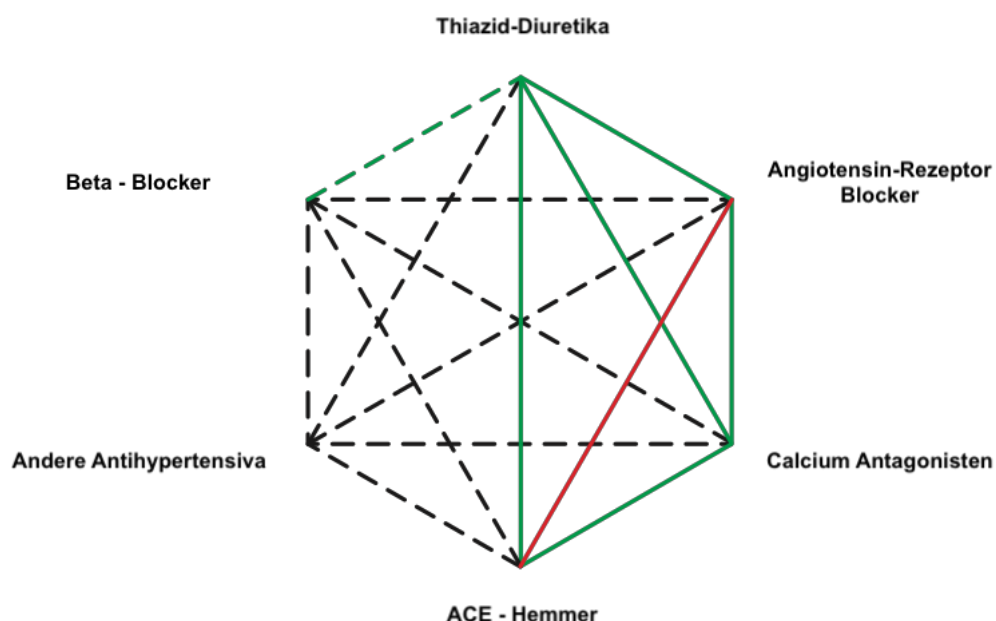 Thiazid-Diuretika
Beta - Blocker
Angiotensin-Rezeptor
Blocker
Andere Antihypertensiva
Calcium Antagonisten
ACE - Hemmer